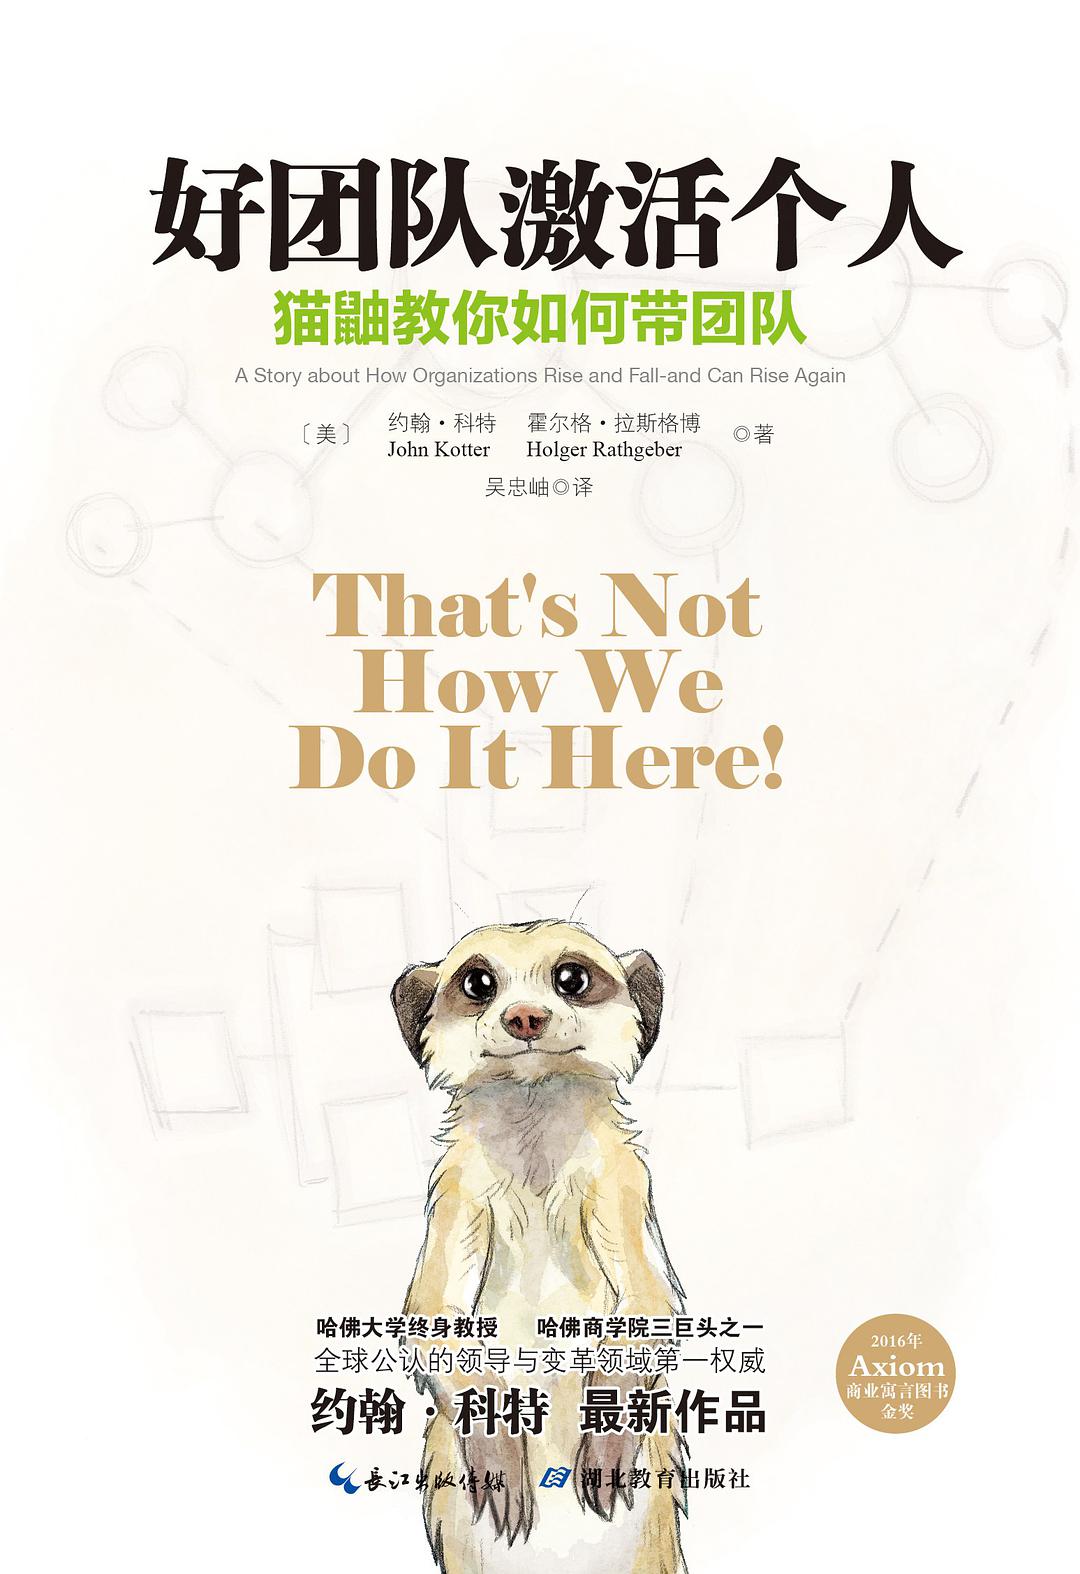 好团队激活个人
猫鼬教你如何带团队
A Story about How Organizations Rise and Fall-and Can Rise Again
〔美〕 约翰·科特 霍尔格·拉斯格博 ◎著
John Kotter Holger Rathgeber
吴忠岫◎译
That's Not
How We
Do It Here!
哈佛大学终身教授 哈佛商学院三巨头之一
全球公认的领导与变革领域第一权威
约翰·科特 最新作品
2016年
Axiom
商业寓言图书
金奖
长江出版传媒 湖北教育出版社